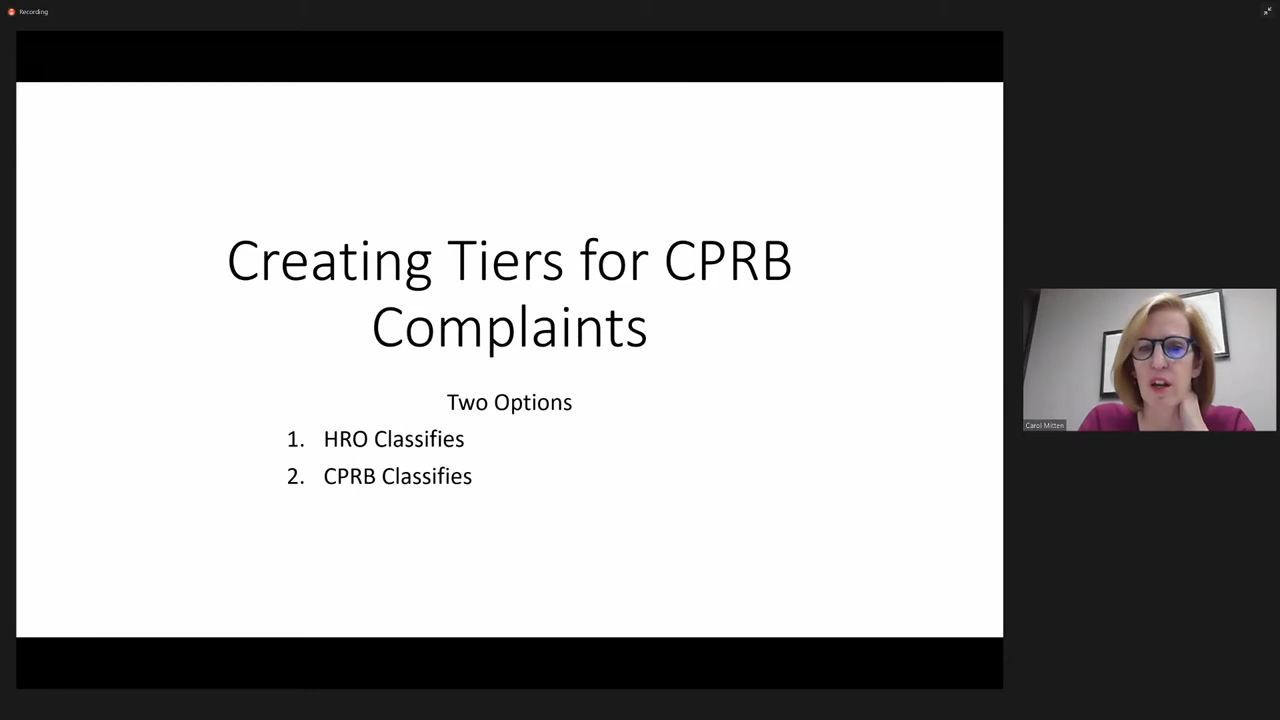 Recording
Creating Tiers for CPRB
Complaints
Two Options
1. HRO Classifies
2. CPRB Classifies
Carol Mitten